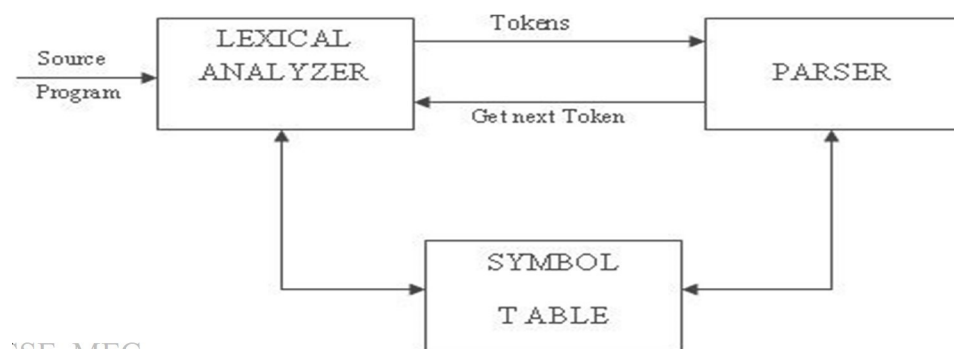 Tokens
LEXICAL
ANALYZER
Source
Program
PARSER
Get next Token
SYMBOL
TABLE